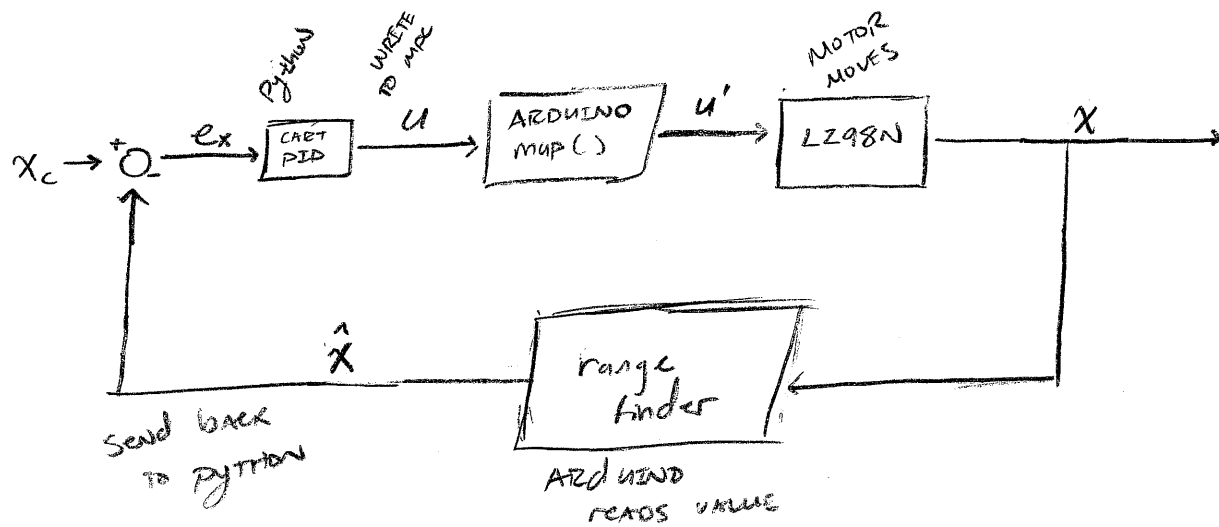 Python
WRITE
TO MPC
MOTOR
MOVES
x_c
+
-
e_x
CART
PID
u
ARDUINO
map()
u'
L298N
x
x̂
range
finder
Send back
to PYTHON
ARdUINO
reads value